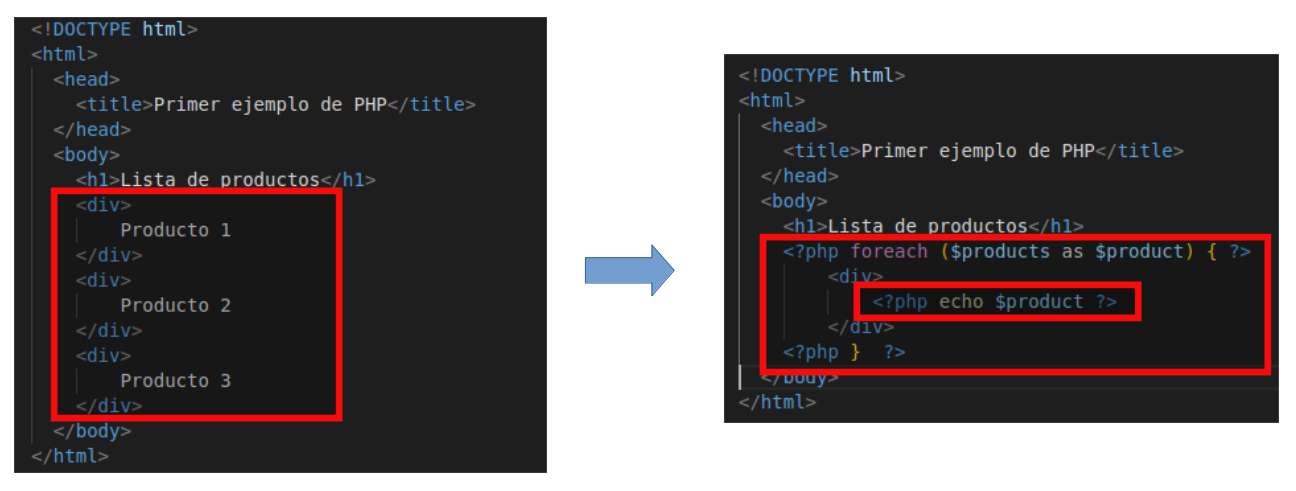 <!DOCTYPE html>
<html>
<head>
<title>Primer ejemplo de PHP</title>
</head>
<body>
<h1>Lista de productos</h1>
<div>
Producto 1
</div>
<div>
Producto 2
</div>
<div>
Producto 3
</div>
</body>
</html>
<!DOCTYPE html>
<html>
<head>
<title>Primer ejemplo de PHP</title>
</head>
<body>
<h1>Lista de productos</h1>
<?php foreach ($products as $product) { ?>
<div>
<?php echo $product ?>
</div>
<?php }  ?>
</body>
</html>